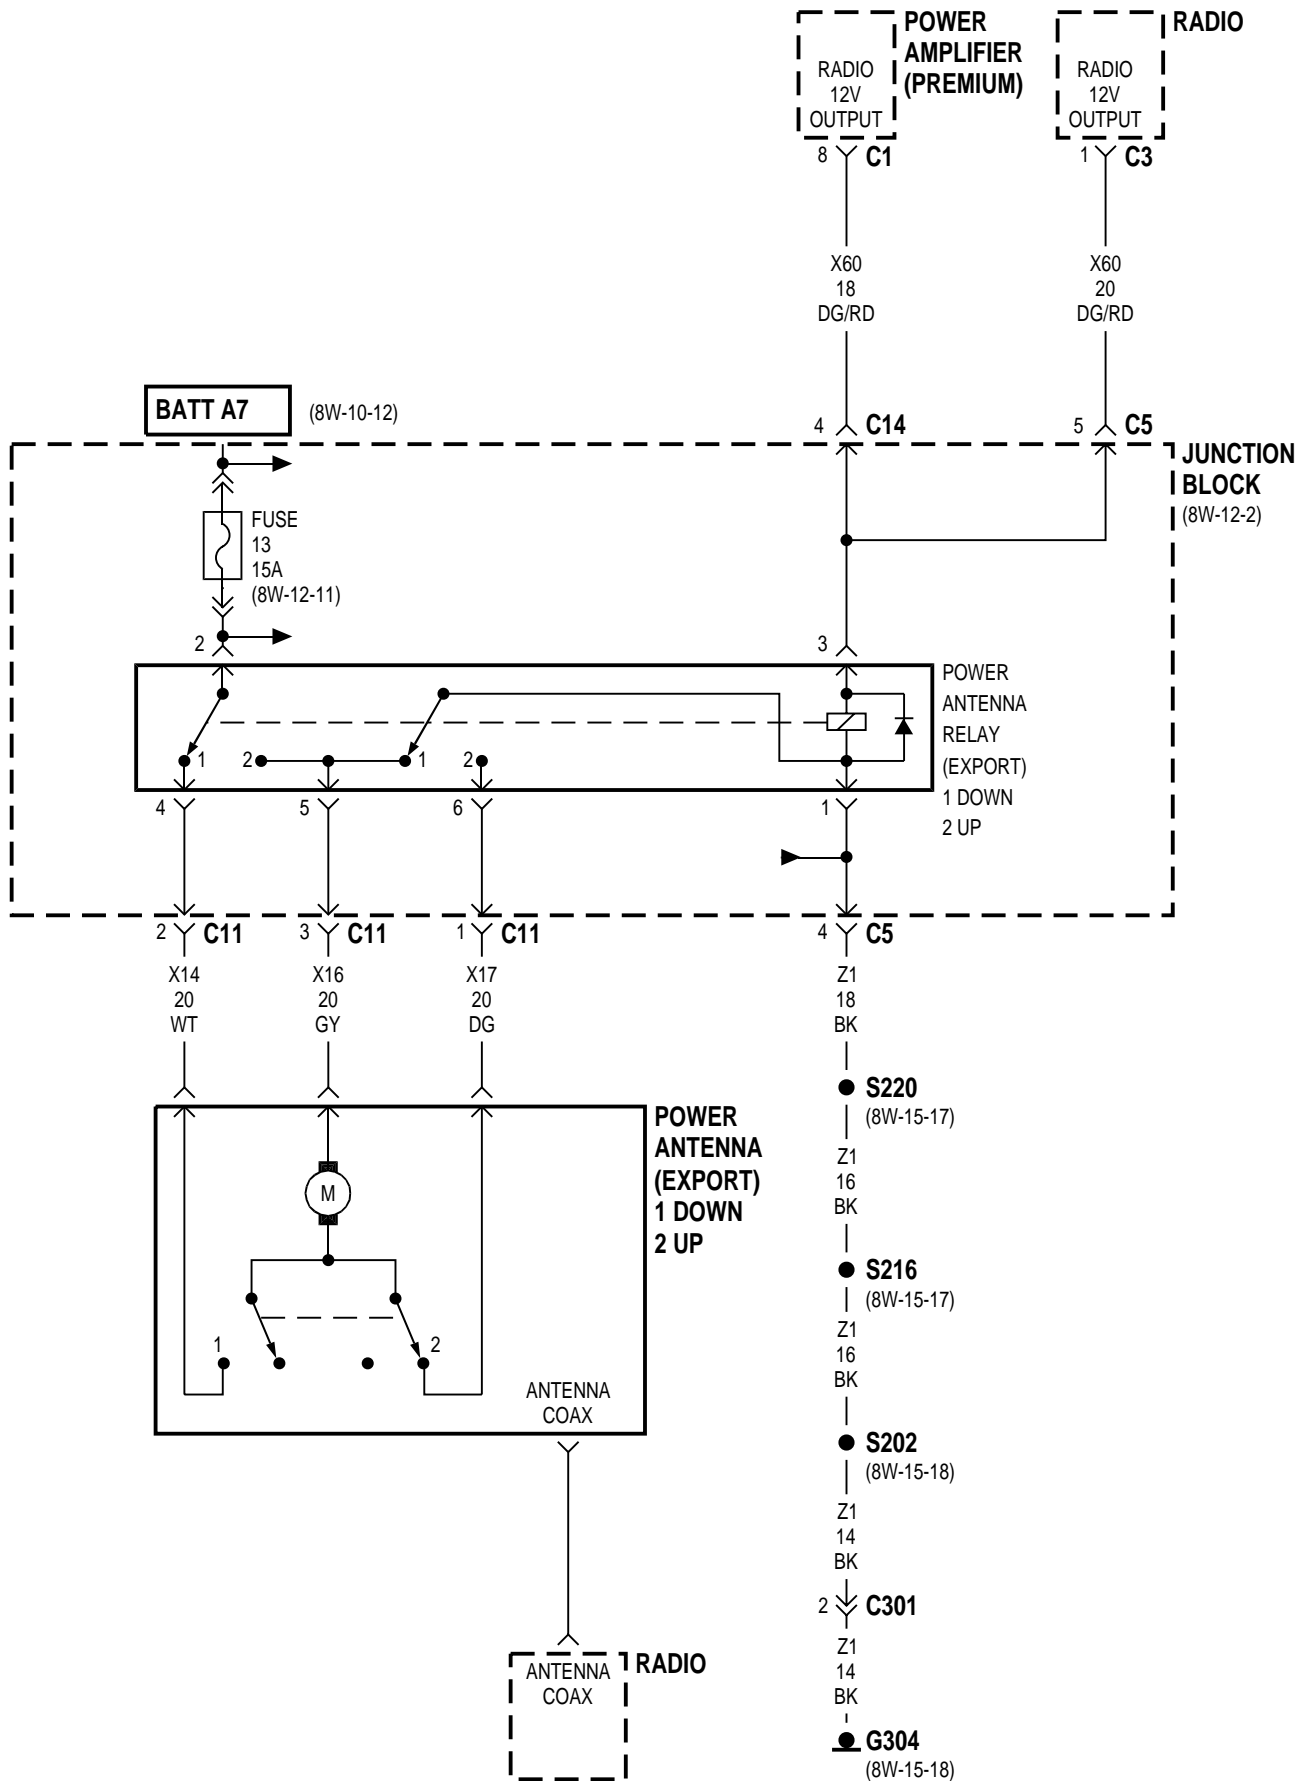 POWER
AMPLIFIER
(PREMIUM)
RADIO
12V
OUTPUT
RADIO
RADIO
12V
OUTPUT
8
C1
1
C3
X60
18
DG/RD
X60
20
DG/RD
BATT A7
(8W-10-12)
4
C14
5
C5
JUNCTION
BLOCK
(8W-12-2)
FUSE
13
15A
(8W-12-11)
2
3
POWER
ANTENNA
RELAY
(EXPORT)
1 DOWN
2 UP
1
2
1
2
4
5
6
1
2
C11
3
C11
1
C11
4
C5
X14
20
WT
X16
20
GY
X17
20
DG
Z1
18
BK
S220
(8W-15-17)
POWER
ANTENNA
(EXPORT)
1 DOWN
2 UP
M
1
2
ANTENNA
COAX
Z1
16
BK
S216
(8W-15-17)
Z1
16
BK
S202
(8W-15-18)
Z1
14
BK
2
C301
Z1
14
BK
G304
(8W-15-18)
RADIO
ANTENNA
COAX